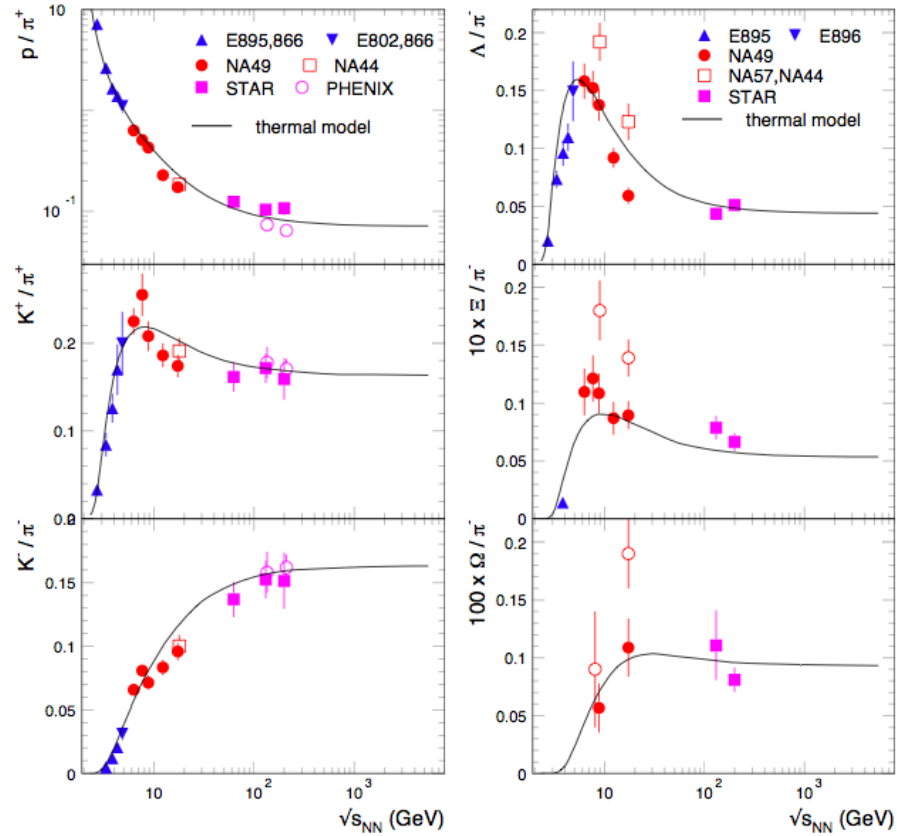 p / π⁺
10
1
10⁻¹
E895,866
E802,866
NA49
NA44
STAR
PHENIX
thermal model
K⁺ / π⁺
0.2
0.1
0
K⁻ / π⁻
0.15
0.1
0.05
0
10
10²
10³
√sNN (GeV)
Λ / π⁻
0.2
0.15
0.1
0.05
0
E895
E896
NA49
NA57,NA44
STAR
thermal model
10 x Ξ / π⁻
0.2
0.15
0.1
0.05
0
100 x Ω / π⁻
0.2
0.15
0.1
0.05
0
10
10²
10³
√sNN (GeV)